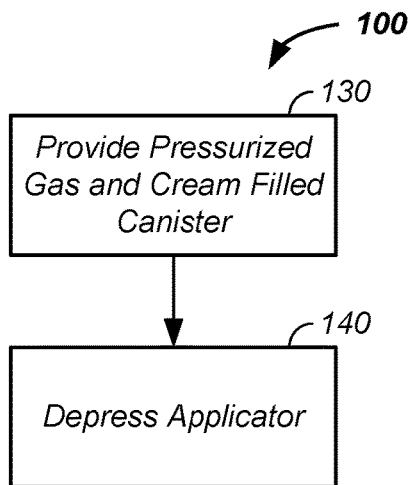 100
130
Provide Pressurized
Gas and Cream Filled
Canister
140
Depress Applicator